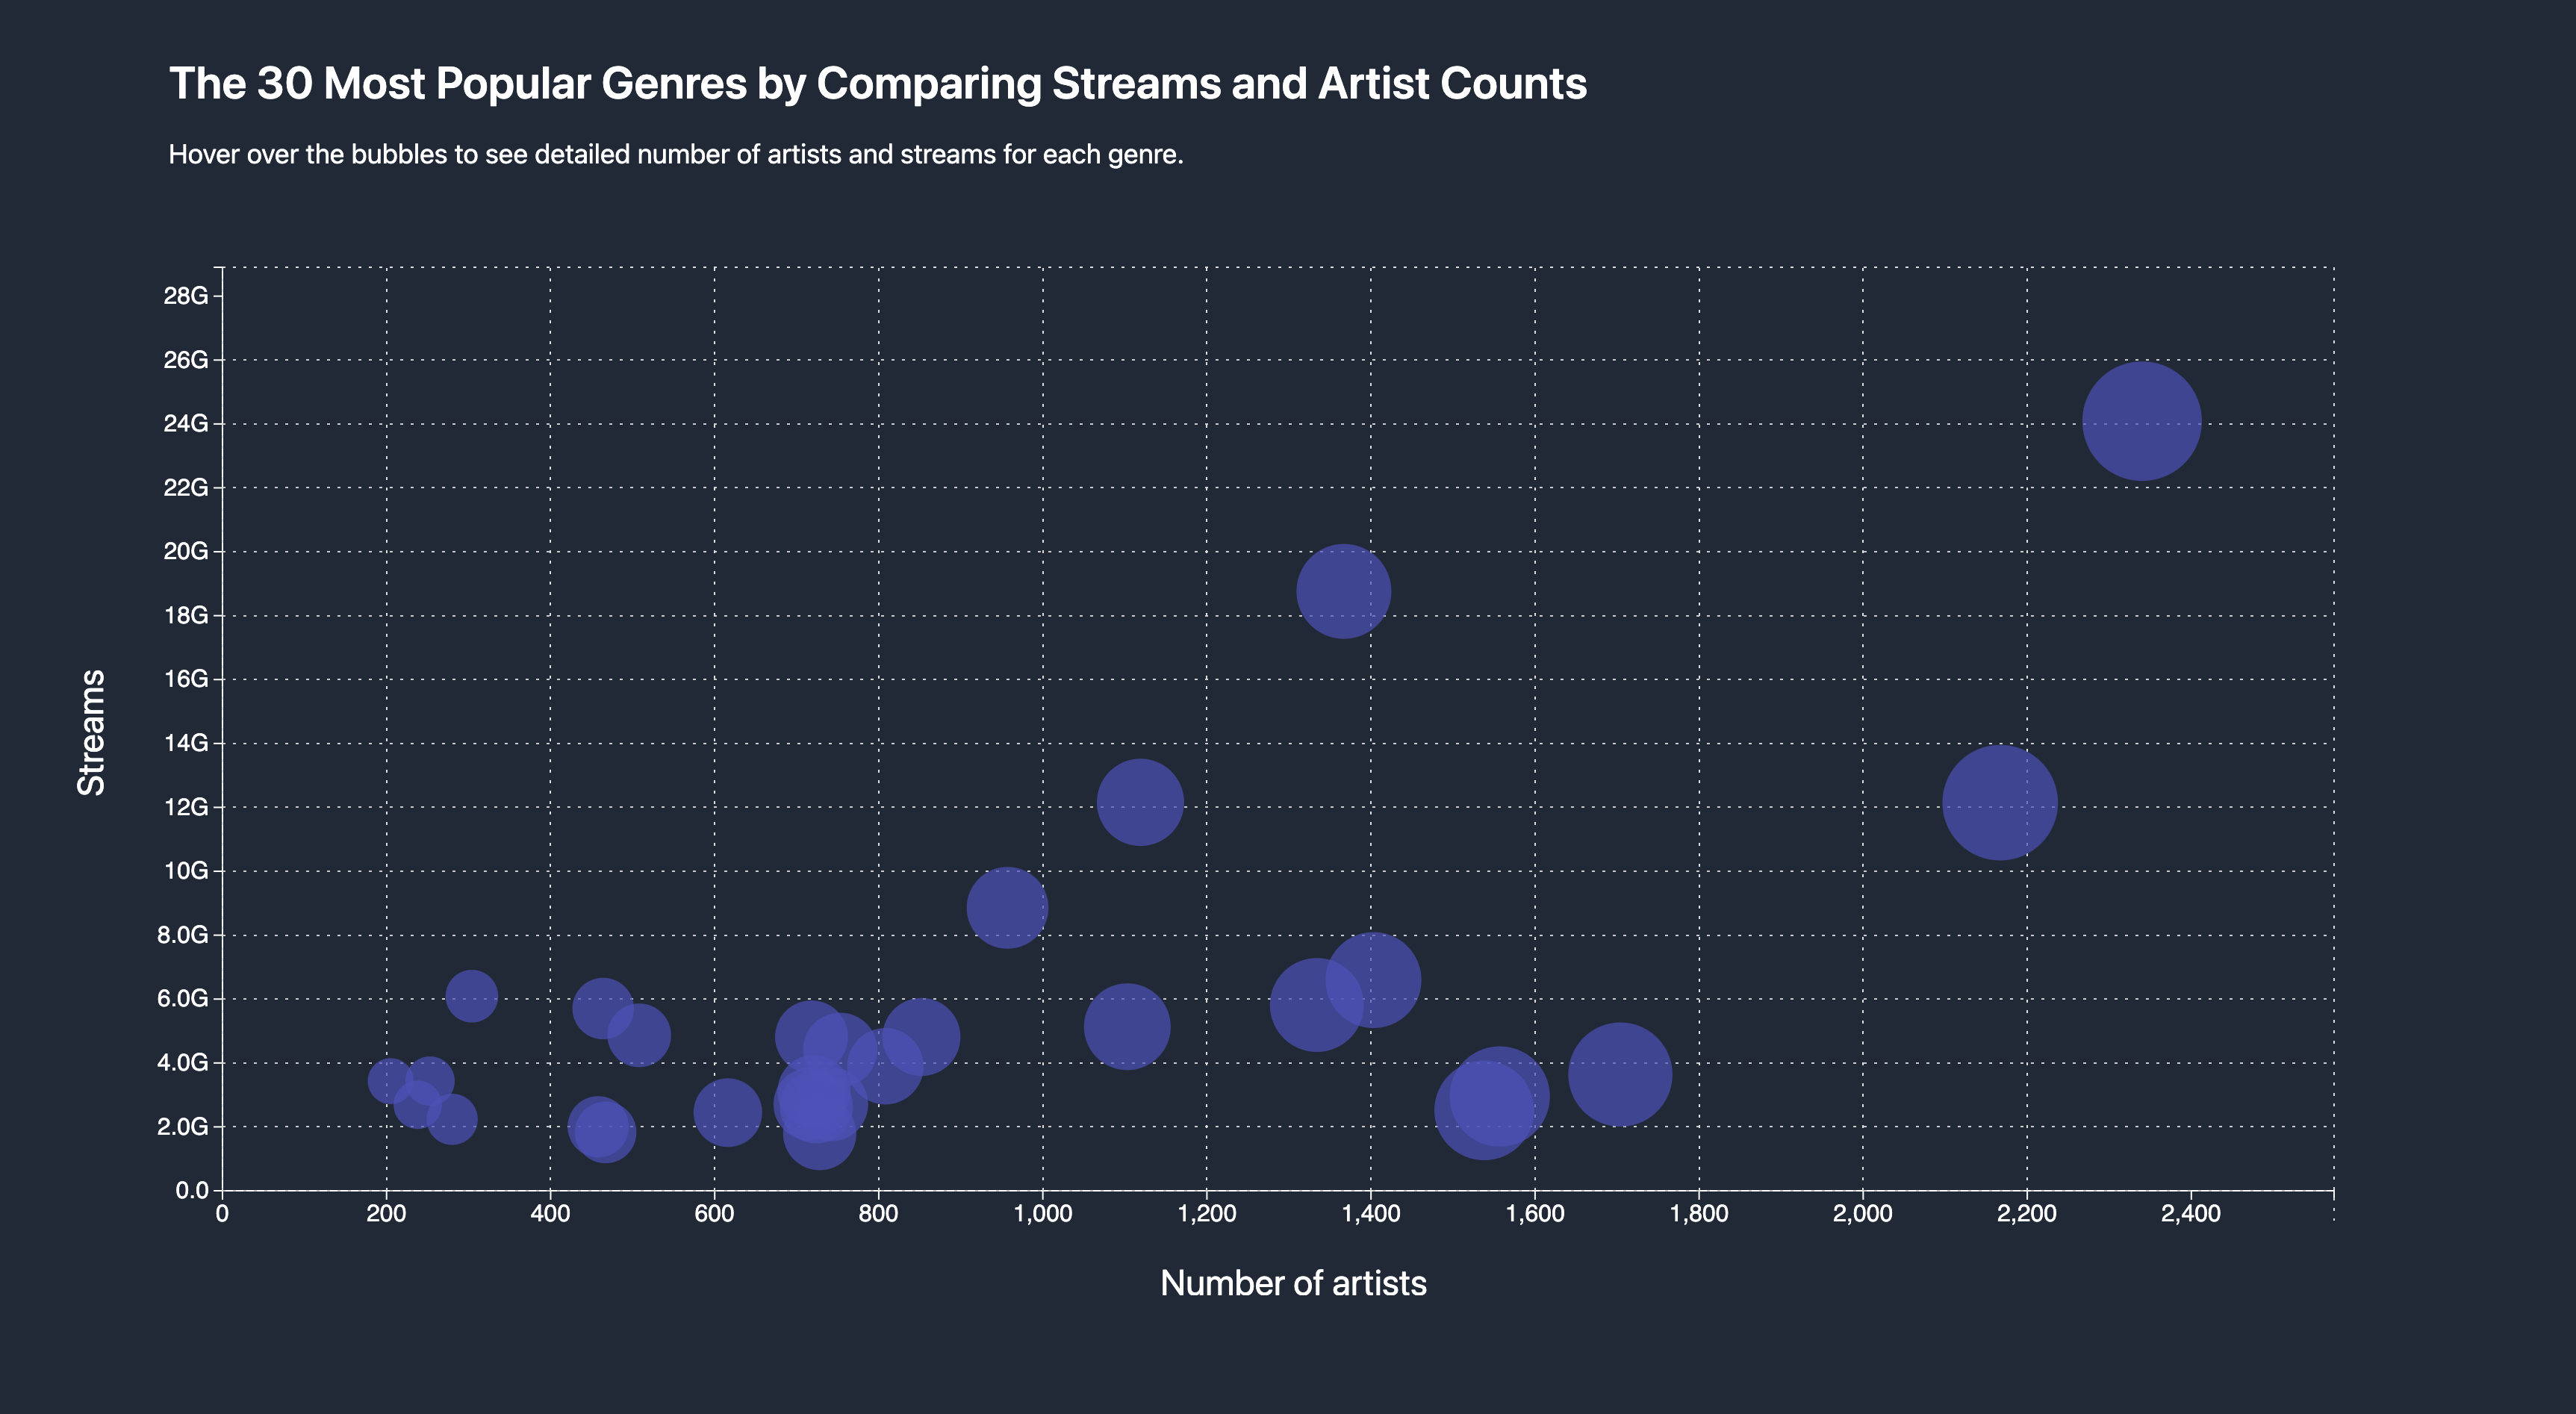 The 30 Most Popular Genres by Comparing Streams and Artist Counts
Hover over the bubbles to see detailed number of artists and streams for each genre.
28G
26G
24G
22G
20G
18G
16G
14G
12G
10G
8.0G
6.0G
4.0G
2.0G
0.0
Streams
0 200 400 600 800 1,000 1,200 1,400 1,600 1,800 2,000 2,200 2,400
Number of artists